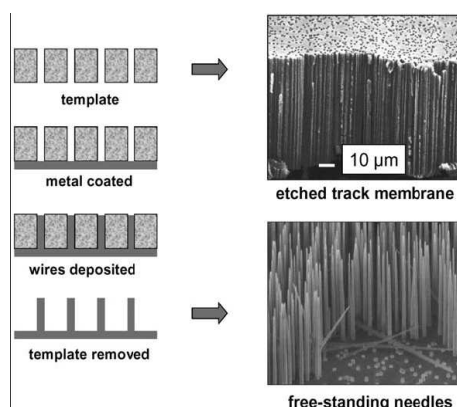 template
metal coated
wires deposited
template removed
10 µm
etched track membrane
free-standing needles